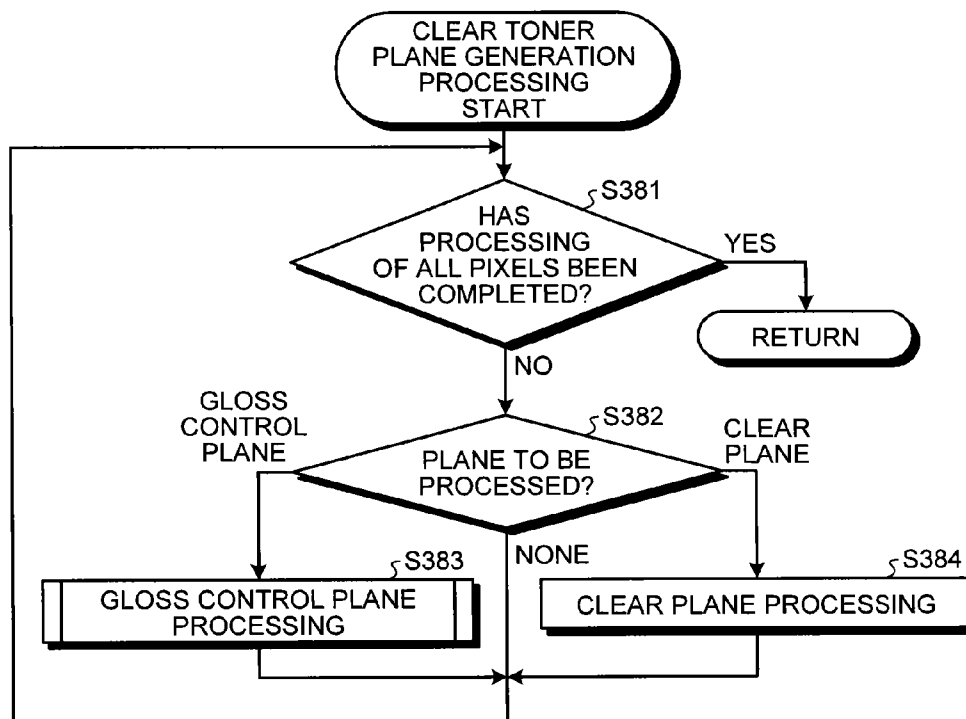 CLEAR TONER
PLANE GENERATION
PROCESSING
START
S381
HAS
PROCESSING
OF ALL PIXELS BEEN
COMPLETED?
YES
RETURN
NO
GLOSS
CONTROL
PLANE
S382
PLANE TO BE
PROCESSED?
CLEAR
PLANE
NONE
S383
GLOSS CONTROL PLANE
PROCESSING
S384
CLEAR PLANE PROCESSING